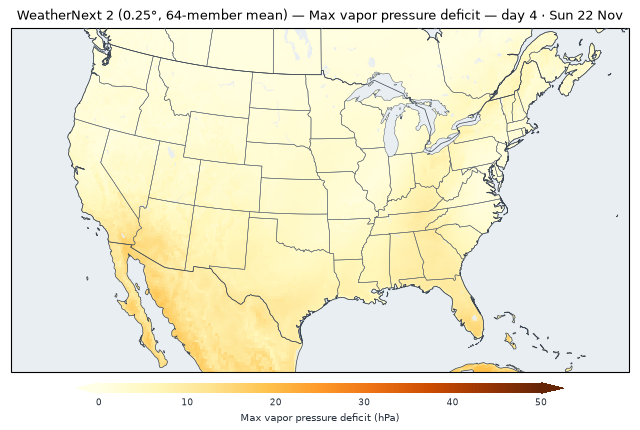 WeatherNext 2 (0.25°, 64-member mean) — Max vapor pressure deficit — day 4 · Sun 22 Nov
0 10 20 30 40 50
Max vapor pressure deficit (hPa)